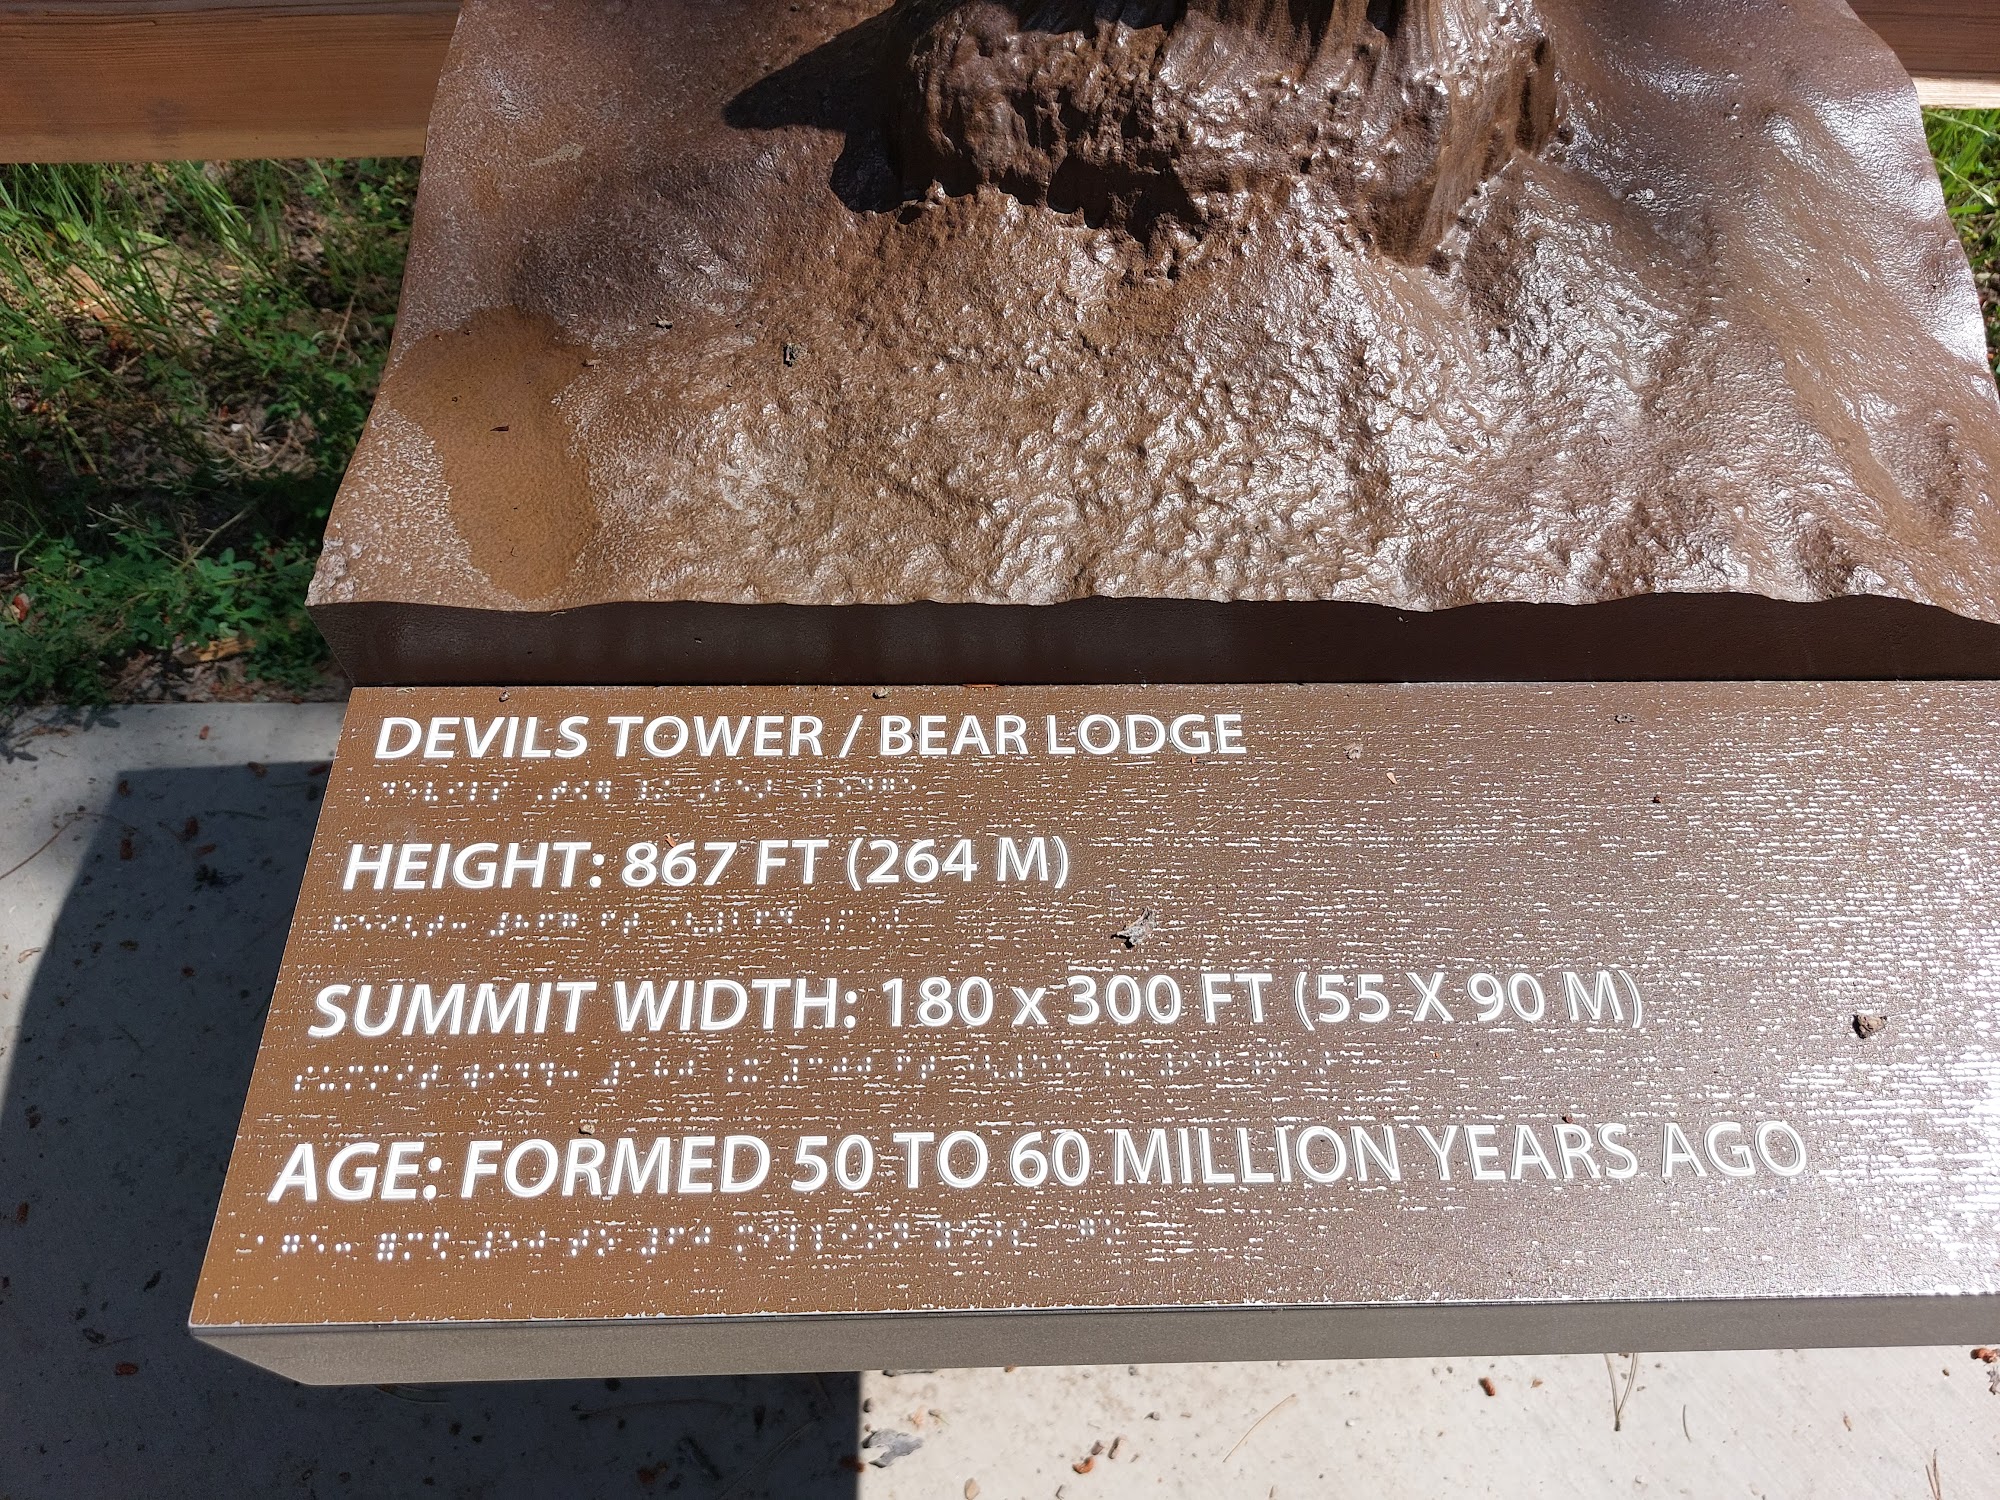 DEVILS TOWER / BEAR LODGE
HEIGHT: 867 FT (264 M)
SUMMIT WIDTH: 180 x 300 FT (55 X 90 M)
AGE: FORMED 50 TO 60 MILLION YEARS AGO